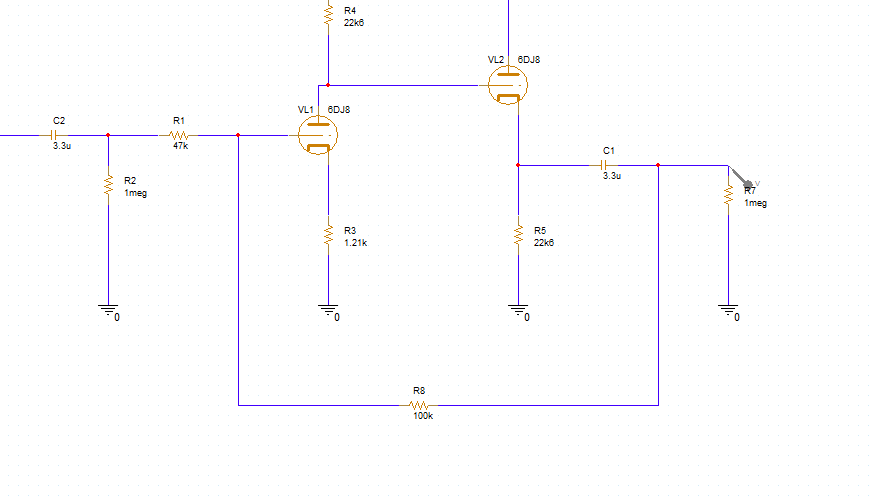 R4
22k6
VL2 6DJ8
VL1 6DJ8
C2
3.3u
R1
47k
C1
3.3u
R2
1meg
V
R7
1meg
R3
1.21k
R5
22k6
0
0
0
0
R8
100k